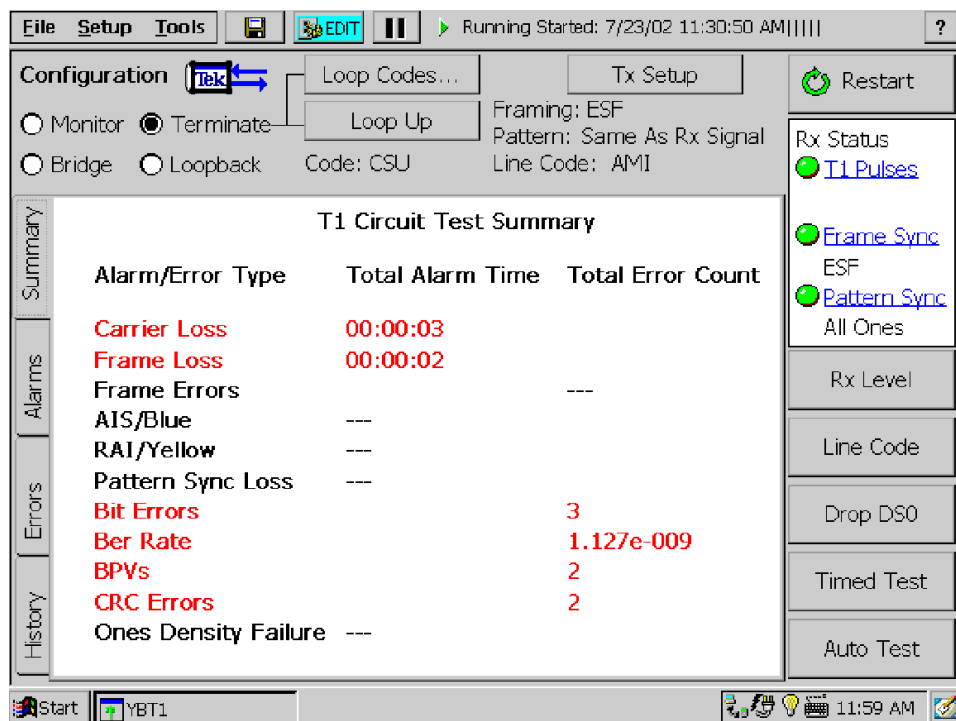 File Setup Tools EDIT Running Started: 7/23/02 11:30:50 AM||||| ?
Configuration Tek Loop Codes... Tx Setup Restart
Monitor Terminate Loop Up
Framing: ESF
Pattern: Same As Rx Signal
Bridge Loopback Code: CSU Line Code: AMI
Rx Status
T1 Pulses
Frame Sync
ESF
Pattern Sync
All Ones
Rx Level
Line Code
Drop DS0
Timed Test
Auto Test
Summary
Alarms
Errors
History
T1 Circuit Test Summary
Alarm/Error Type Total Alarm Time Total Error Count
Carrier Loss 00:00:03
Frame Loss 00:00:02
Frame Errors ---
AIS/Blue ---
RAI/Yellow ---
Pattern Sync Loss ---
Bit Errors 3
Ber Rate 1.127e-009
BPVs 2
CRC Errors 2
Ones Density Failure ---
Start YBT1 11:59 AM